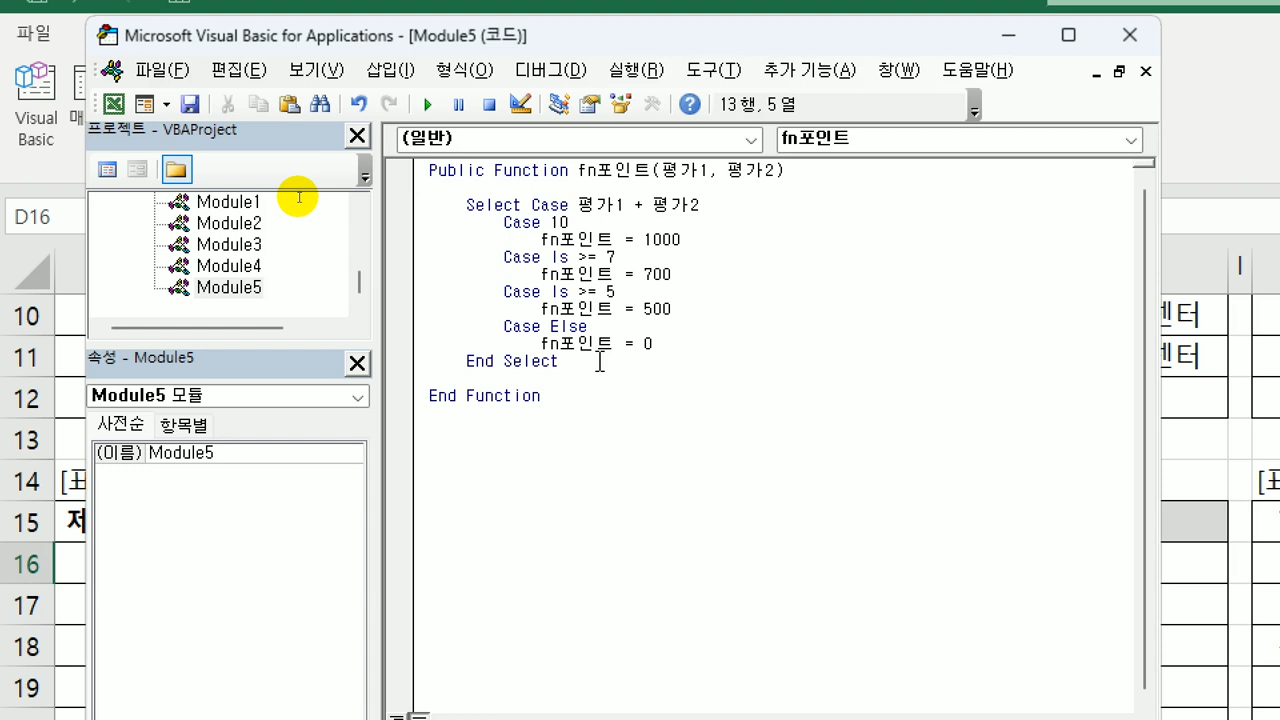 파일
Microsoft Visual Basic for Applications - [Module5 (코드)]
파일(F) 편집(E) 보기(V) 삽입(I) 형식(O) 디버그(D) 실행(R) 도구(T) 추가 기능(A) 창(W) 도움말(H)
13 행, 5 열
Visual
Basic
매
프로젝트 - VBAProject
(일반)
fn포인트
Module1
Module2
Module3
Module4
Module5
Public Function fn포인트(평가1, 평가2)
Select Case 평가1 + 평가2
Case 10
fn포인트 = 1000
Case Is >= 7
fn포인트 = 700
Case Is >= 5
fn포인트 = 500
Case Else
fn포인트 = 0
End Select
End Function
속성 - Module5
Module5 모듈
사전순 항목별
(이름) Module5
D16
I
10
11
12
13
14
15
16
17
18
19
[표
제
센터
센터
[표